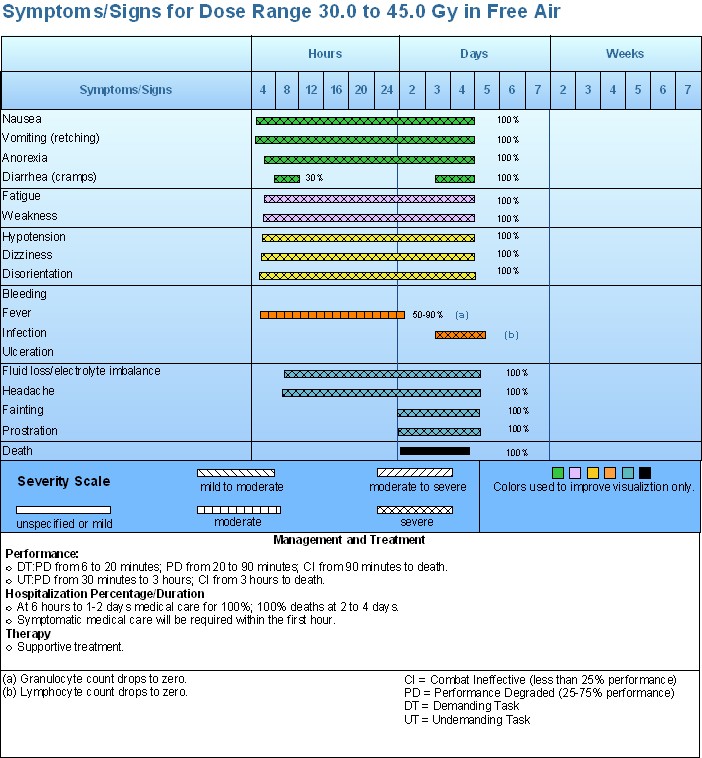 Symptoms/Signs for Dose Range 30.0 to 45.0 Gy in Free Air
Hours Days Weeks
Symptoms/Signs 4 8 12 16 20 24 2 3 4 5 6 7 2 3 4 5 6 7
Nausea 100%
Vomiting (retching) 100%
Anorexia 100%
Diarrhea (cramps) 30% 100%
Fatigue 100%
Weakness 100%
Hypotension 100%
Dizziness 100%
Disorientation 100%
Bleeding
Fever 50-90% (a)
Infection (b)
Ulceration
Fluid loss/electrolyte imbalance 100%
Headache 100%
Fainting 100%
Prostration 100%
Death 100%
Severity Scale
mild to moderate moderate to severe
unspecified or mild moderate severe
Colors used to improve visualiztion only.
Management and Treatment
Performance:
DT:PD from 6 to 20 minutes; PD from 20 to 90 minutes; CI from 90 minutes to death.
UT:PD from 30 minutes to 3 hours; CI from 3 hours to death.
Hospitalization Percentage/Duration
At 6 hours to 1-2 days medical care for 100%; 100% deaths at 2 to 4 days.
Symptomatic medical care will be required within the first hour.
Therapy
Supportive treatment.
(a) Granulocyte count drops to zero.
(b) Lymphocyte count drops to zero.
CI = Combat Ineffective (less than 25% performance)
PD = Performance Degraded (25-75% performance)
DT = Demanding Task
UT = Undemanding Task